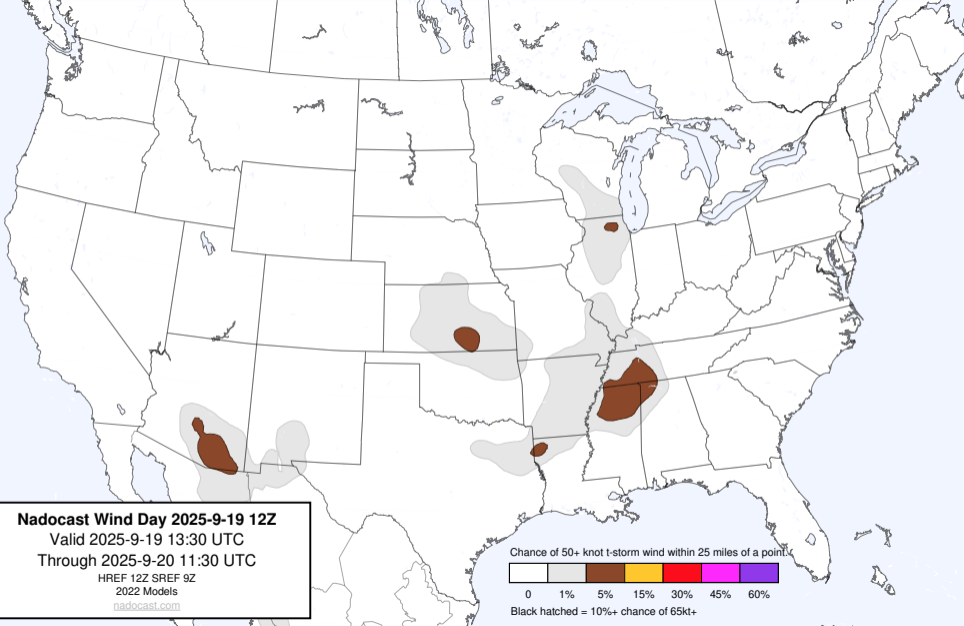 Nadocast Wind Day 2025-9-19 12Z
Valid 2025-9-19 13:30 UTC
Through 2025-9-20 11:30 UTC
HREF 12Z SREF 9Z
2022 Models
nadocast.com
Chance of 50+ knot t-storm wind within 25 miles of a point.
0 1% 5% 15% 30% 45% 60%
Black hatched = 10%+ chance of 65kt+